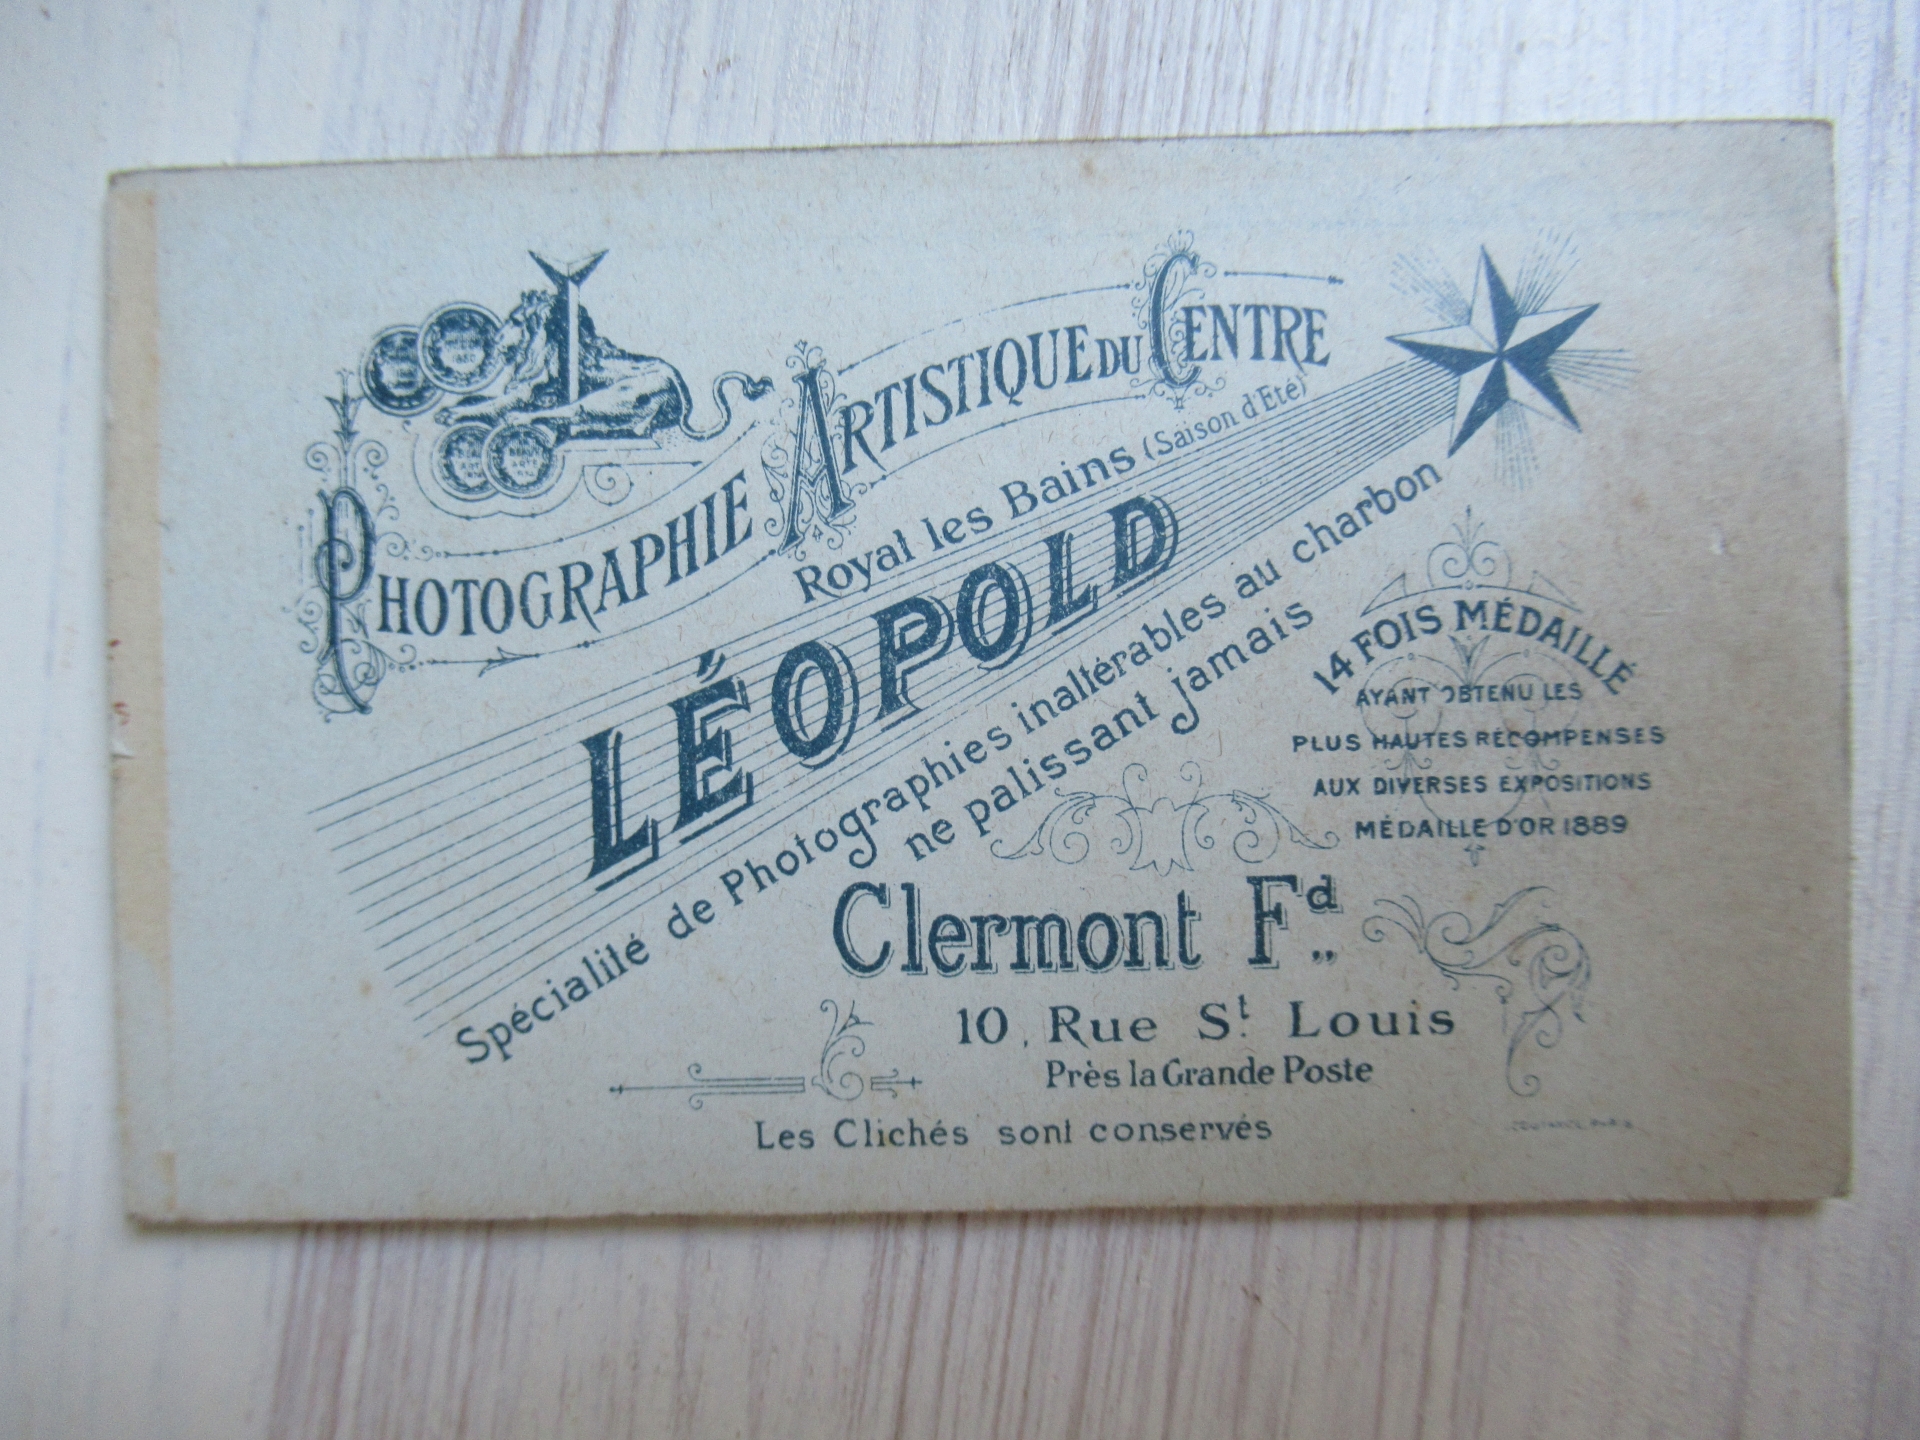 PHOTOGRAPHIE ARTISTIQUE DU CENTRE
Royat les Bains (Saison d'Eté)
LÉOPOLD
Spécialité de Photographies inaltérables au charbon
ne palissant jamais
14 FOIS MÉDAILLÉ
AYANT OBTENU LES
PLUS HAUTES RÉCOMPENSES
AUX DIVERSES EXPOSITIONS
MÉDAILLE D'OR 1889
Clermont Fd.
10, Rue St. Louis
Près la Grande Poste
Les Clichés sont conservés